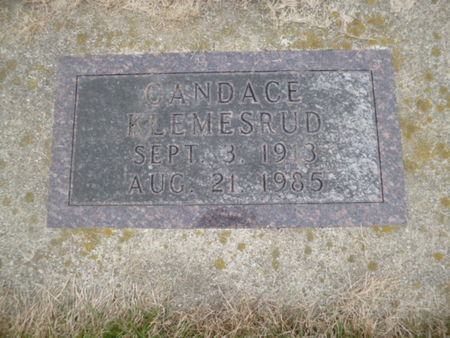 CANDACE
KLEMESRUD
SEPT. 3, 1913
AUG. 21, 1985